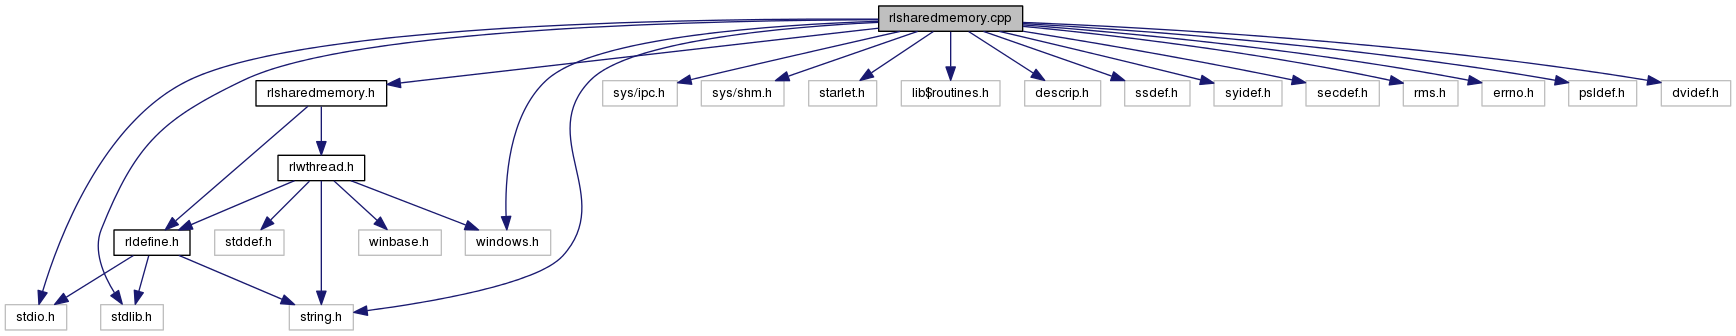 rlsharedmemory.cpp
rlsharedmemory.h
sys/ipc.h
sys/shm.h
starlet.h
lib$routines.h
descrip.h
ssdef.h
syidef.h
secdef.h
rms.h
errno.h
psldef.h
dvidef.h
rlwthread.h
rldefine.h
stddef.h
winbase.h
windows.h
stdio.h
stdlib.h
string.h